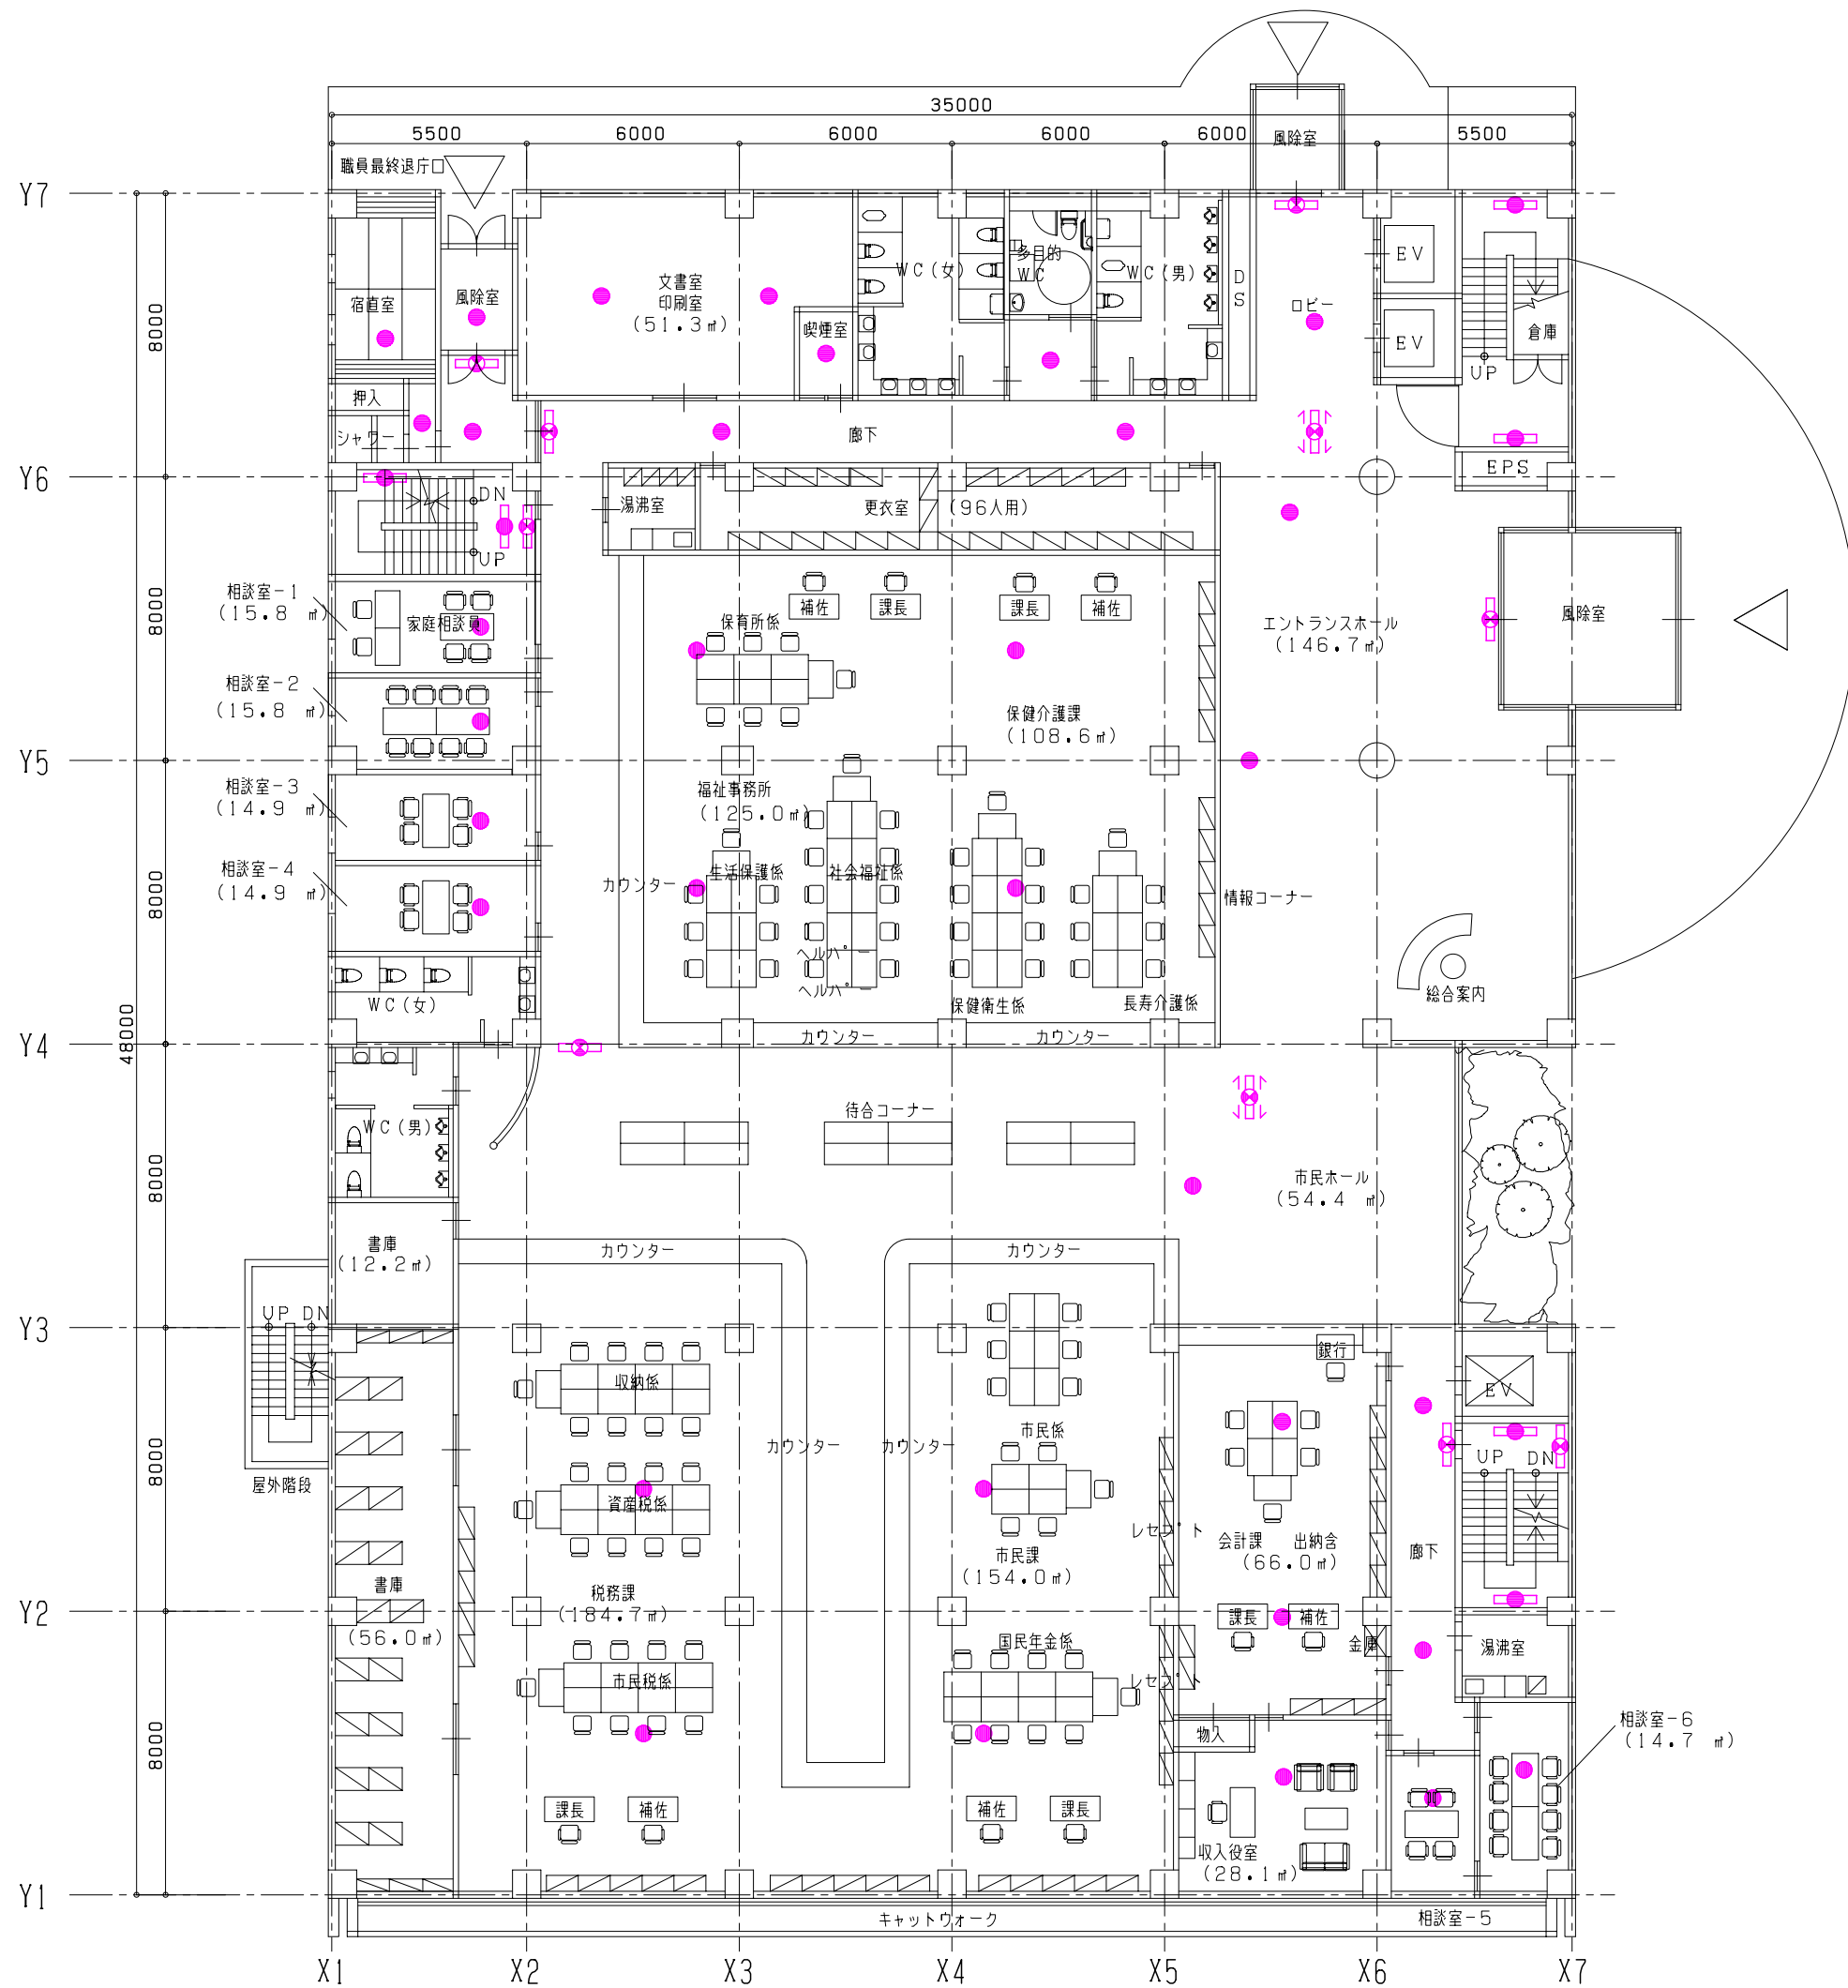 35000
5500 6000 6000 6000 6000 5500
風除室
職員最終退庁口
Y7
宿直室
風除室
文書室
印刷室
(51.3㎡)
喫煙室
WC(女)
多目的
WC
WC(男)
DS
ロビー
EV
EV
倉庫
UP
8000
押入
シャワー
廊下
EPS
Y6
DN
UP
湯沸室
更衣室 (96人用)
相談室-1
(15.8 ㎡)
家庭相談員
補佐
課長
課長
補佐
保育所係
エントランスホール
(146.7㎡)
風除室
8000
相談室-2
(15.8 ㎡)
保健介護課
(108.6㎡)
Y5
相談室-3
(14.9 ㎡)
福祉事務所
(125.0㎡)
相談室-4
(14.9 ㎡)
カウンター
生活保護係
社会福祉係
情報コーナー
8000
ヘルパー
ヘルパー
保健衛生係
長寿介護係
総合案内
WC(女)
カウンター
カウンター
Y4
48000
待合コーナー
WC(男)
市民ホール
(54.4 ㎡)
8000
書庫
(12.2㎡)
カウンター
カウンター
UP DN
Y3
銀行
収納係
EV
市民係
カウンター
カウンター
UP DN
屋外階段
8000
資産税係
レセプト
会計課 出納含
(66.0㎡)
廊下
市民課
(154.0㎡)
書庫
(56.0㎡)
税務課
(184.7㎡)
Y2
課長
補佐
金庫
湯沸室
国民年金係
市民税係
レセプト
物入
相談室-6
(14.7 ㎡)
8000
課長
補佐
補佐
課長
収入役室
(28.1㎡)
Y1
キャットウォーク
相談室-5
X1 X2 X3 X4 X5 X6 X7